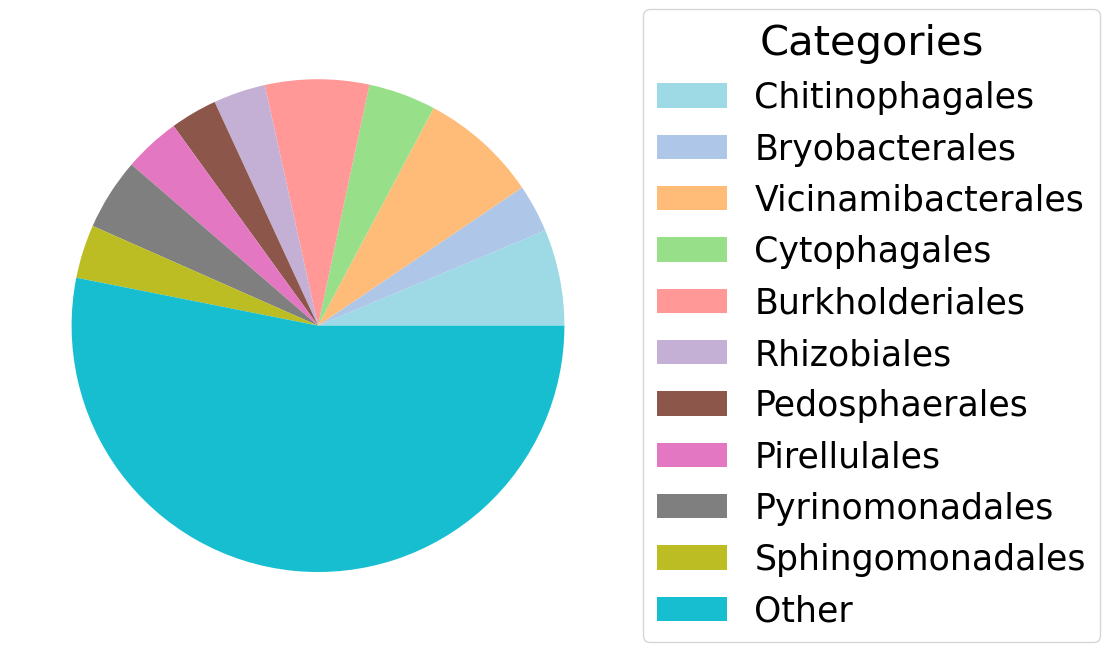 Categories
Chitinophagales
Bryobacterales
Vicinamibacterales
Cytophagales
Burkholderiales
Rhizobiales
Pedosphaerales
Pirellulales
Pyrinomonadales
Sphingomonadales
Other